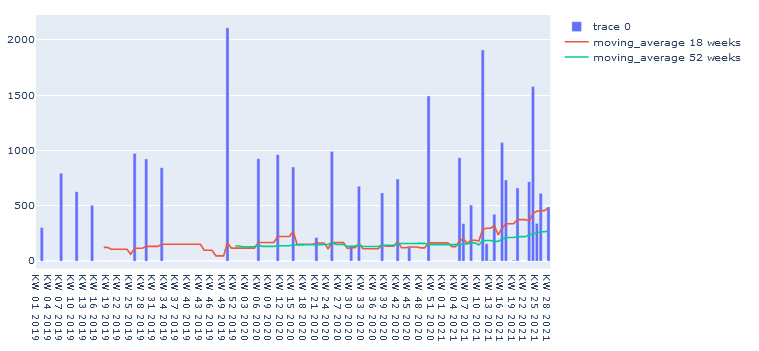 2000
1500
1000
500
0
trace 0
moving_average 18 weeks
moving_average 52 weeks
KW 01 2019
KW 04 2019
KW 07 2019
KW 10 2019
KW 13 2019
KW 16 2019
KW 19 2019
KW 22 2019
KW 25 2019
KW 28 2019
KW 31 2019
KW 34 2019
KW 37 2019
KW 40 2019
KW 43 2019
KW 46 2019
KW 49 2019
KW 52 2019
KW 03 2020
KW 06 2020
KW 09 2020
KW 12 2020
KW 15 2020
KW 18 2020
KW 21 2020
KW 24 2020
KW 27 2020
KW 30 2020
KW 33 2020
KW 36 2020
KW 39 2020
KW 42 2020
KW 45 2020
KW 48 2020
KW 51 2020
KW 01 2021
KW 04 2021
KW 07 2021
KW 10 2021
KW 13 2021
KW 16 2021
KW 19 2021
KW 22 2021
KW 25 2021
KW 28 2021